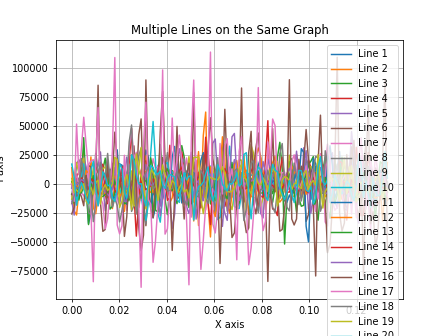 Multiple Lines on the Same Graph
100000
75000
50000
25000
0
−25000
−50000
−75000
0.00
0.02
0.04
0.06
0.08
0.10
X axis
Line 1
Line 2
Line 3
Line 4
Line 5
Line 6
Line 7
Line 8
Line 9
Line 10
Line 11
Line 12
Line 13
Line 14
Line 15
Line 16
Line 17
Line 18
Line 19
Line 20